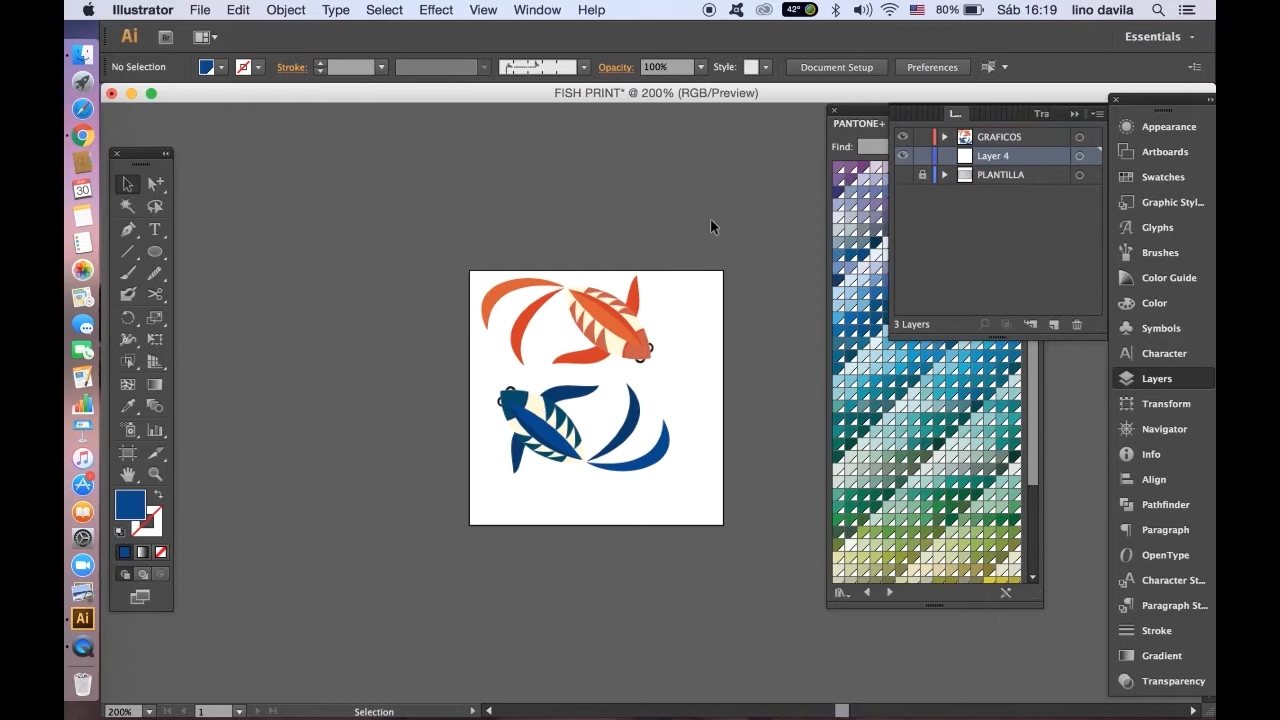 Illustrator File Edit Object Type Select Effect View Window Help 42° 80% Sáb 16:19 lino davila
Ai Br Essentials
No Selection Stroke: Opacity: 100% Style: Document Setup Preferences
FISH PRINT* @ 200% (RGB/Preview)
PANTONE+
Find:
L... Tra
GRAFICOS
Layer 4
PLANTILLA
3 Layers
Appearance
Artboards
Swatches
Graphic Styl...
Glyphs
Brushes
Color Guide
Color
Symbols
Character
Layers
Transform
Navigator
Info
Align
Pathfinder
Paragraph
OpenType
Character St...
Paragraph St...
Stroke
Gradient
Transparency
T
30
Ai
200% 1 Selection